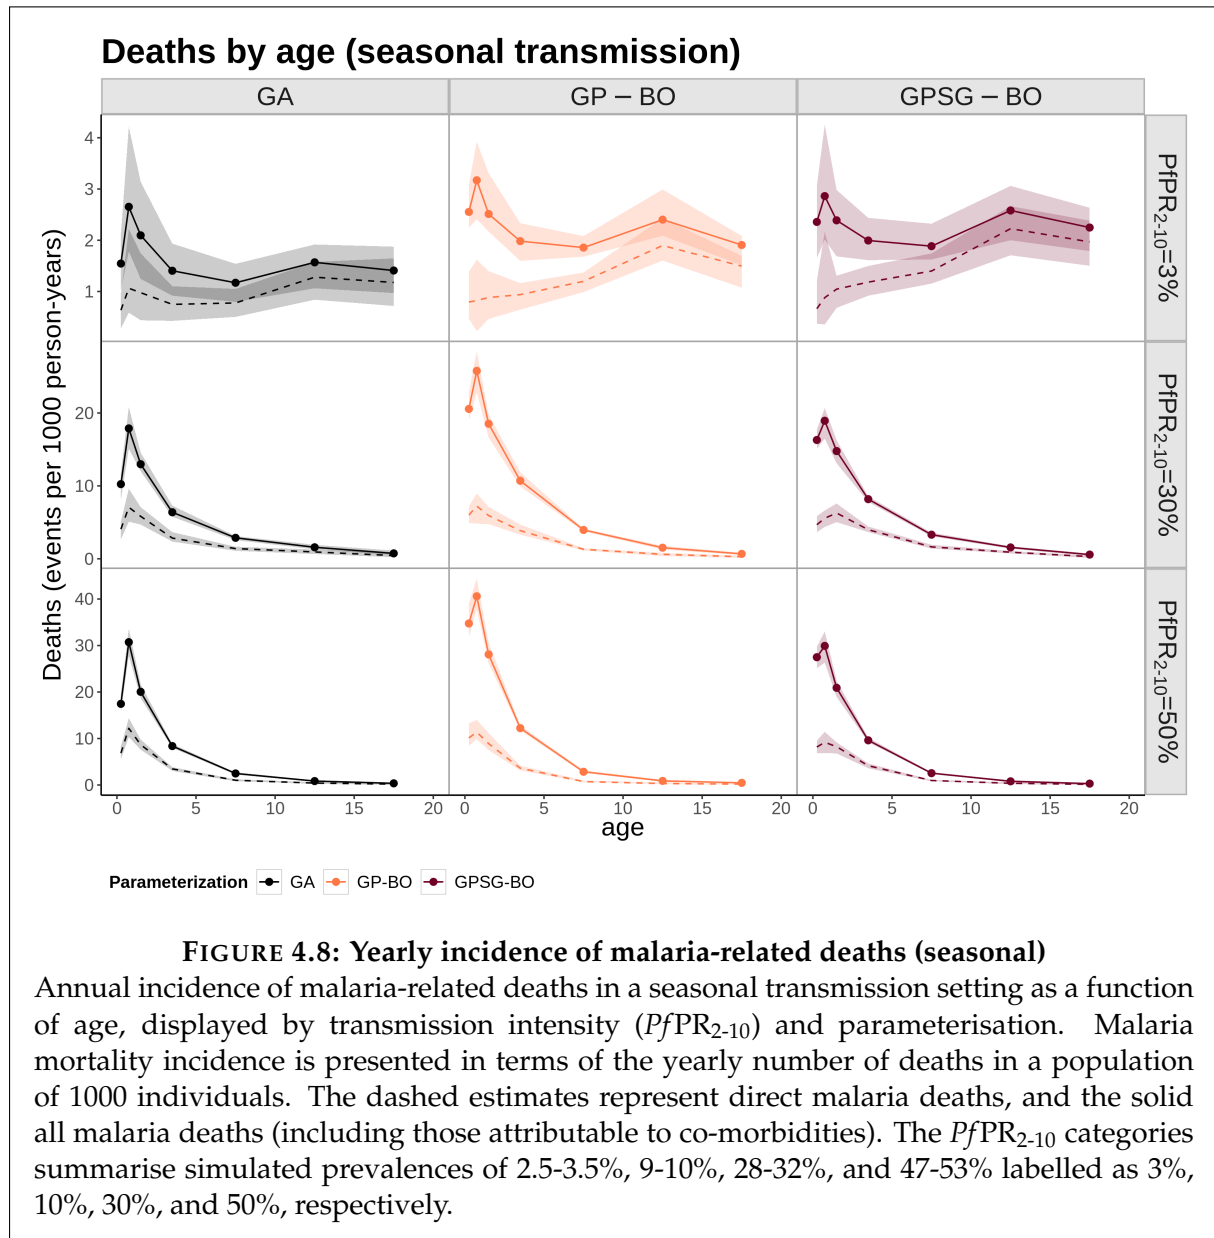 Deaths by age (seasonal transmission)
GA
GP − BO
GPSG − BO
Deaths (events per 1000 person-years)
4
3
2
1
PfPR2-10=3%
20
10
0
PfPR2-10=30%
40
30
20
10
0
PfPR2-10=50%
0 5 10 15 20 0 5 10 15 20 0 5 10 15 20
age
Parameterization GA GP-BO GPSG-BO
FIGURE 4.8: Yearly incidence of malaria-related deaths (seasonal)
Annual incidence of malaria-related deaths in a seasonal transmission setting as a function
of age, displayed by transmission intensity (PfPR2-10) and parameterisation. Malaria
mortality incidence is presented in terms of the yearly number of deaths in a population
of 1000 individuals. The dashed estimates represent direct malaria deaths, and the solid
all malaria deaths (including those attributable to co-morbidities). The PfPR2-10 categories
summarise simulated prevalences of 2.5-3.5%, 9-10%, 28-32%, and 47-53% labelled as 3%,
10%, 30%, and 50%, respectively.